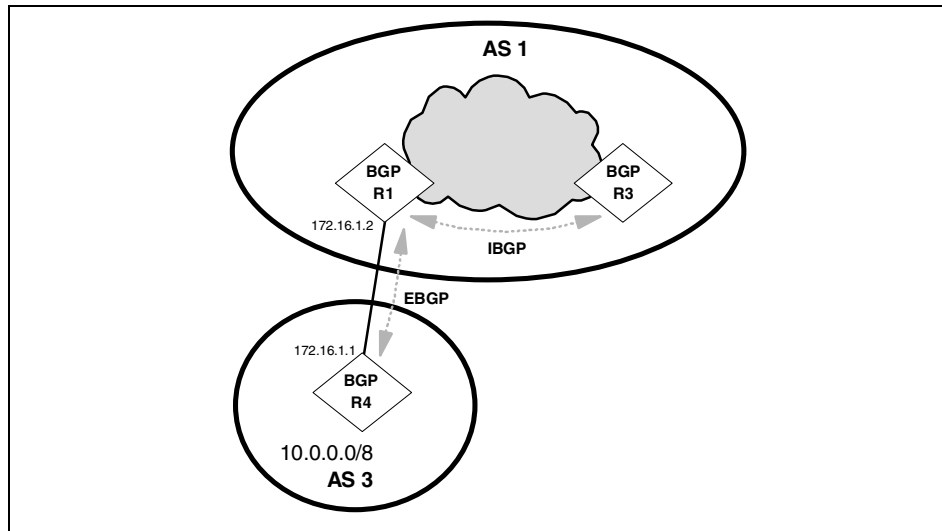 AS 1
BGP
R1
BGP
R3
172.16.1.2
IBGP
EBGP
172.16.1.1
BGP
R4
10.0.0.0/8
AS 3